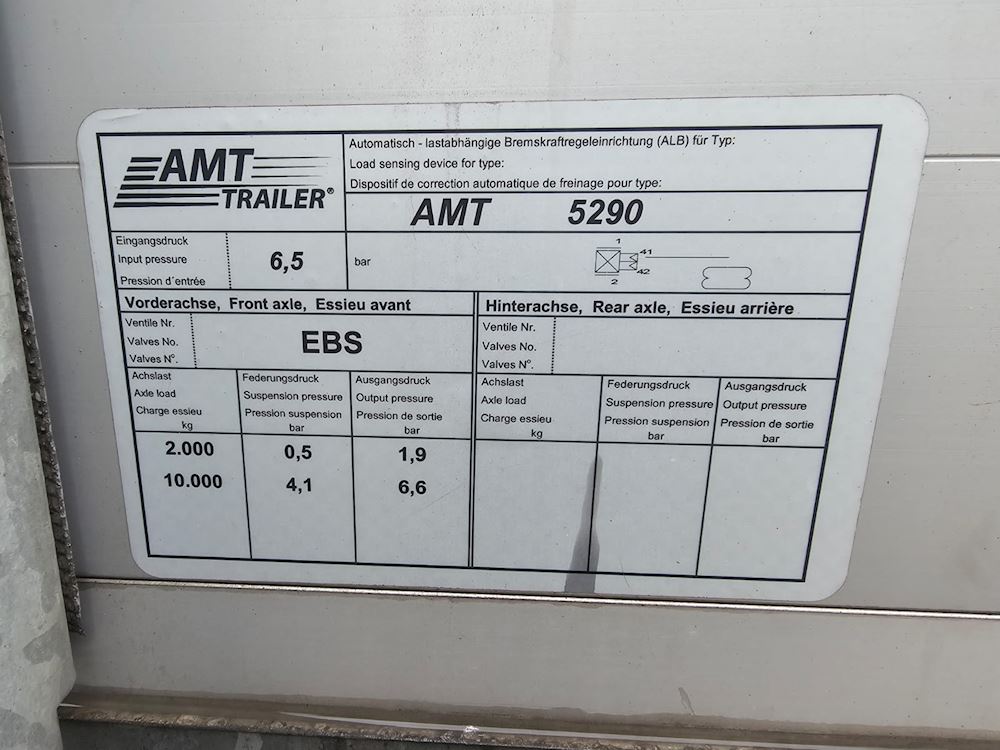 AMT
TRAILER®
Automatisch - lastabhängige Bremskraftregeleinrichtung (ALB) für Typ:
Load sensing device for type:
Dispositif de correction automatique de freinage pour type:
AMT 5290
Eingangsdruck
Input pressure
Pression d´entrée
6,5
bar
1
41
42
2
Vorderachse, Front axle, Essieu avant
Hinterachse, Rear axle, Essieu arrière
Ventile Nr.
Valves No.
Valves N°.
EBS
Ventile Nr.
Valves No.
Valves N°.
Achslast
Axle load
Charge essieu
kg
Federungsdruck
Suspension pressure
Pression suspension
bar
Ausgangsdruck
Output pressure
Pression de sortie
bar
Achslast
Axle load
Charge essieu
kg
Federungsdruck
Suspension pressure
Pression suspension
bar
Ausgangsdruck
Output pressure
Pression de sortie
bar
2.000 0,5 1,9
10.000 4,1 6,6